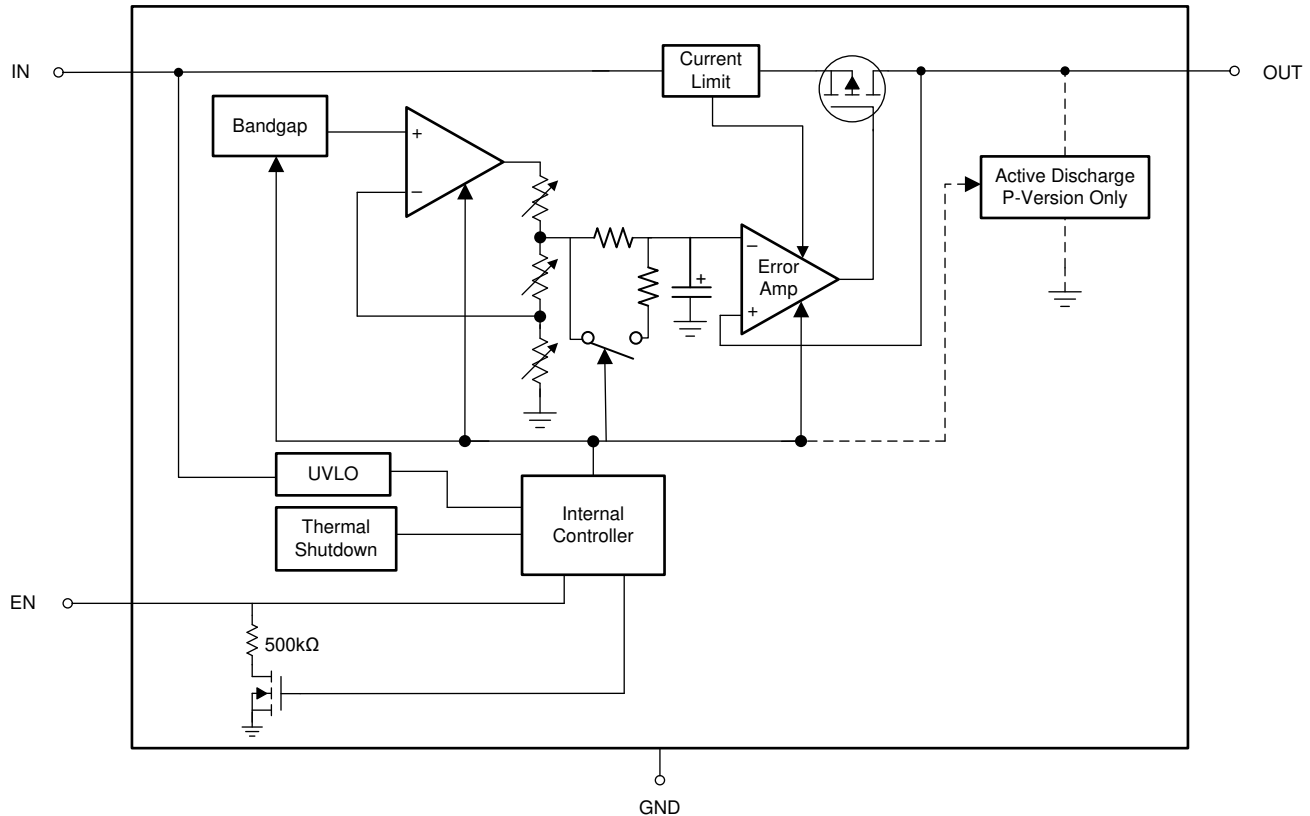 IN
Current
Limit
OUT
Bandgap
+
−
Active Discharge
P-Version Only
+
−
Error
Amp
+
UVLO
Internal
Controller
Thermal
Shutdown
EN
500kΩ
GND